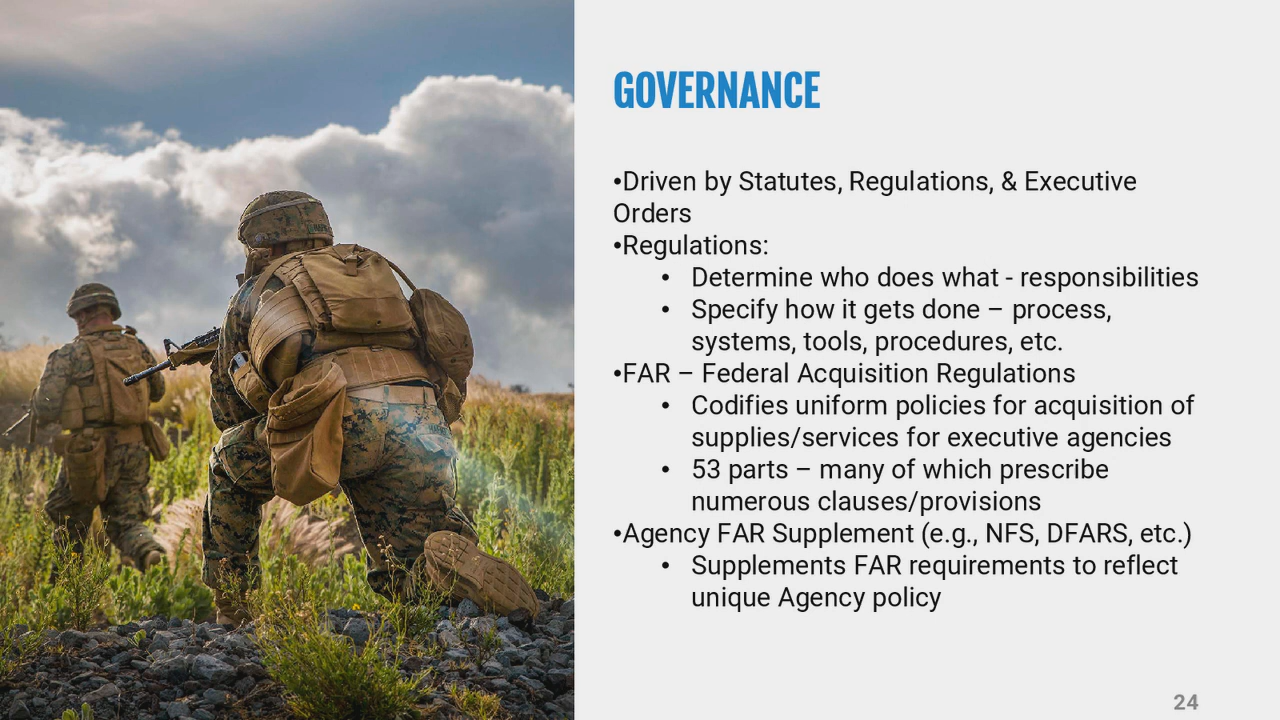 GOVERNANCE
•Driven by Statutes, Regulations, & Executive
Orders
•Regulations:
• Determine who does what - responsibilities
• Specify how it gets done – process,
systems, tools, procedures, etc.
•FAR – Federal Acquisition Regulations
• Codifies uniform policies for acquisition of
supplies/services for executive agencies
• 53 parts – many of which prescribe
numerous clauses/provisions
•Agency FAR Supplement (e.g., NFS, DFARS, etc.)
• Supplements FAR requirements to reflect
unique Agency policy
24